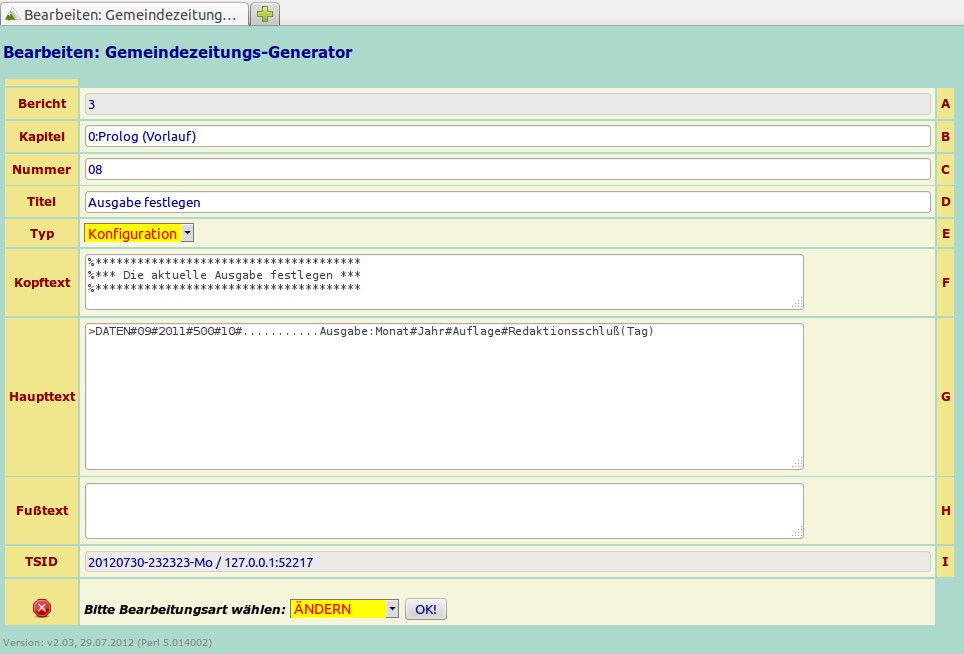 Bearbeiten: Gemeindezeitung...
Bearbeiten: Gemeindezeitungs-Generator
Bericht 3 A
Kapitel 0:Prolog (Vorlauf) B
Nummer 08 C
Titel Ausgabe festlegen D
Typ Konfiguration E
Kopftext F
%**************************************
%*** Die aktuelle Ausgabe festlegen ***
%**************************************
Haupttext G
>DATEN#09#2011#500#10#...........Ausgabe:Monat#Jahr#Auflage#Redaktionsschluß(Tag)
Fußtext H
TSID 20120730-232323-Mo / 127.0.0.1:52217 I
Bitte Bearbeitungsart wählen: ÄNDERN OK!
Version: v2.03, 29.07.2012 (Perl 5.014002)